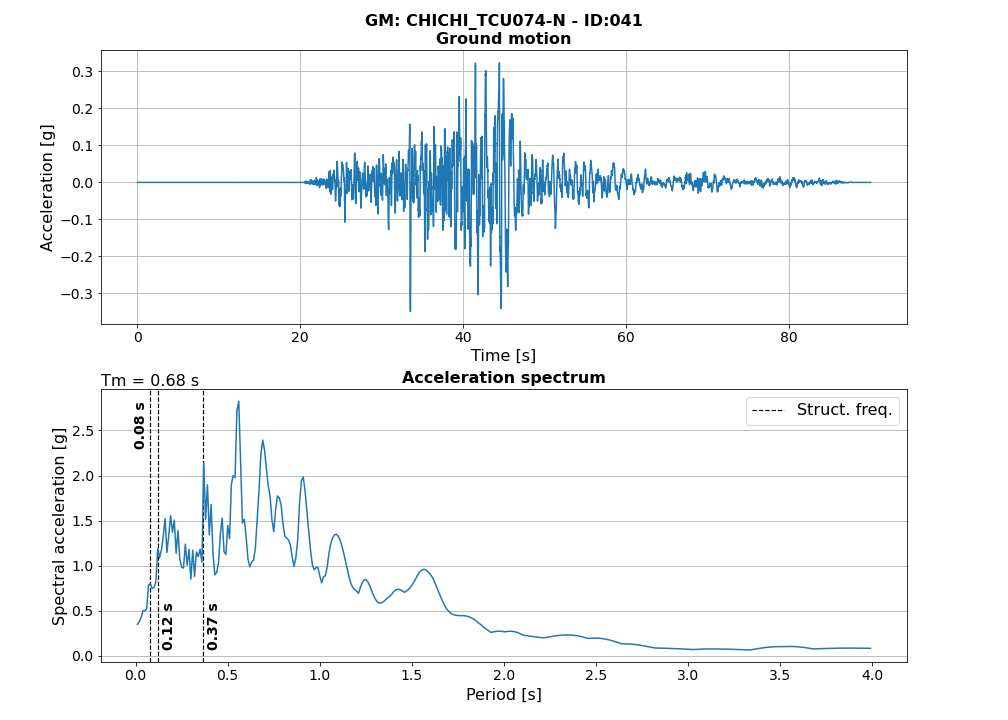 GM: CHICHI_TCU074-N - ID:041
Ground motion
Acceleration [g]
0.3
0.2
0.1
0.0
−0.1
−0.2
−0.3
0
20
40
60
80
Time [s]
Tm = 0.68 s
Acceleration spectrum
Spectral acceleration [g]
2.5
2.0
1.5
1.0
0.5
0.0
0.08 s
0.12 s
0.37 s
Struct. freq.
0.0
0.5
1.0
1.5
2.0
2.5
3.0
3.5
4.0
Period [s]